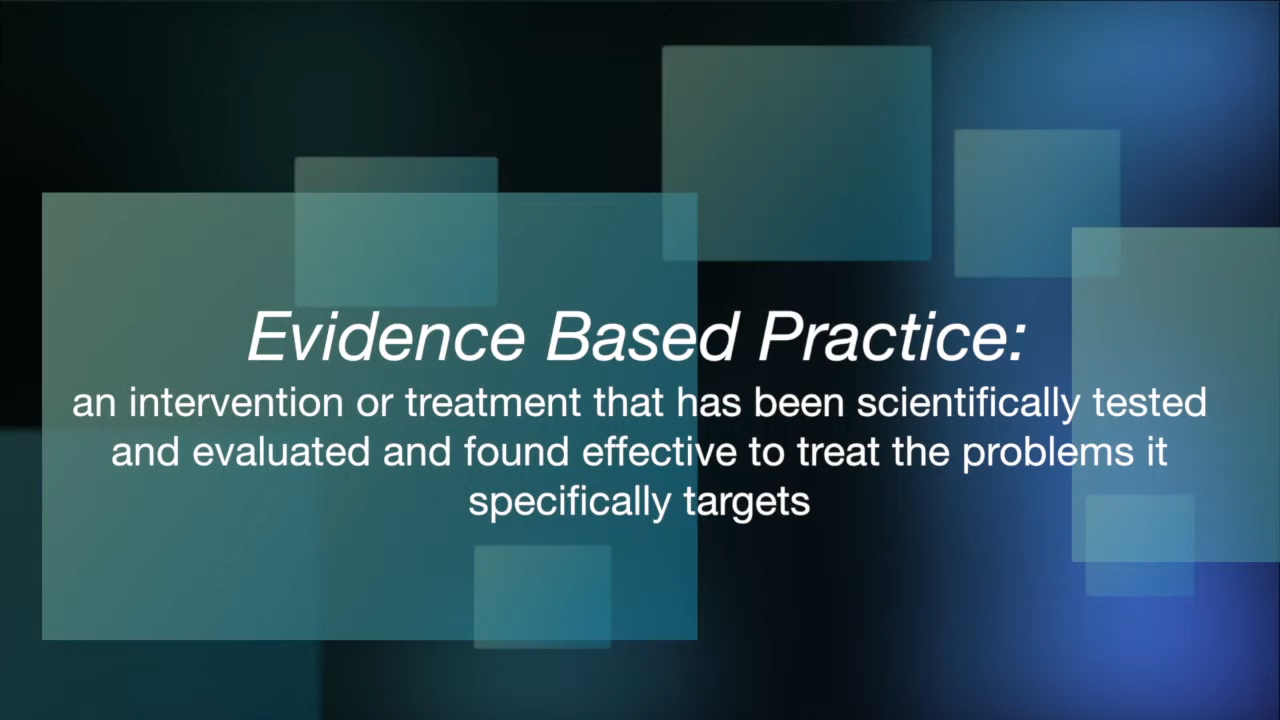 Evidence Based Practice:
an intervention or treatment that has been scientifically tested
and evaluated and found effective to treat the problems it
specifically targets